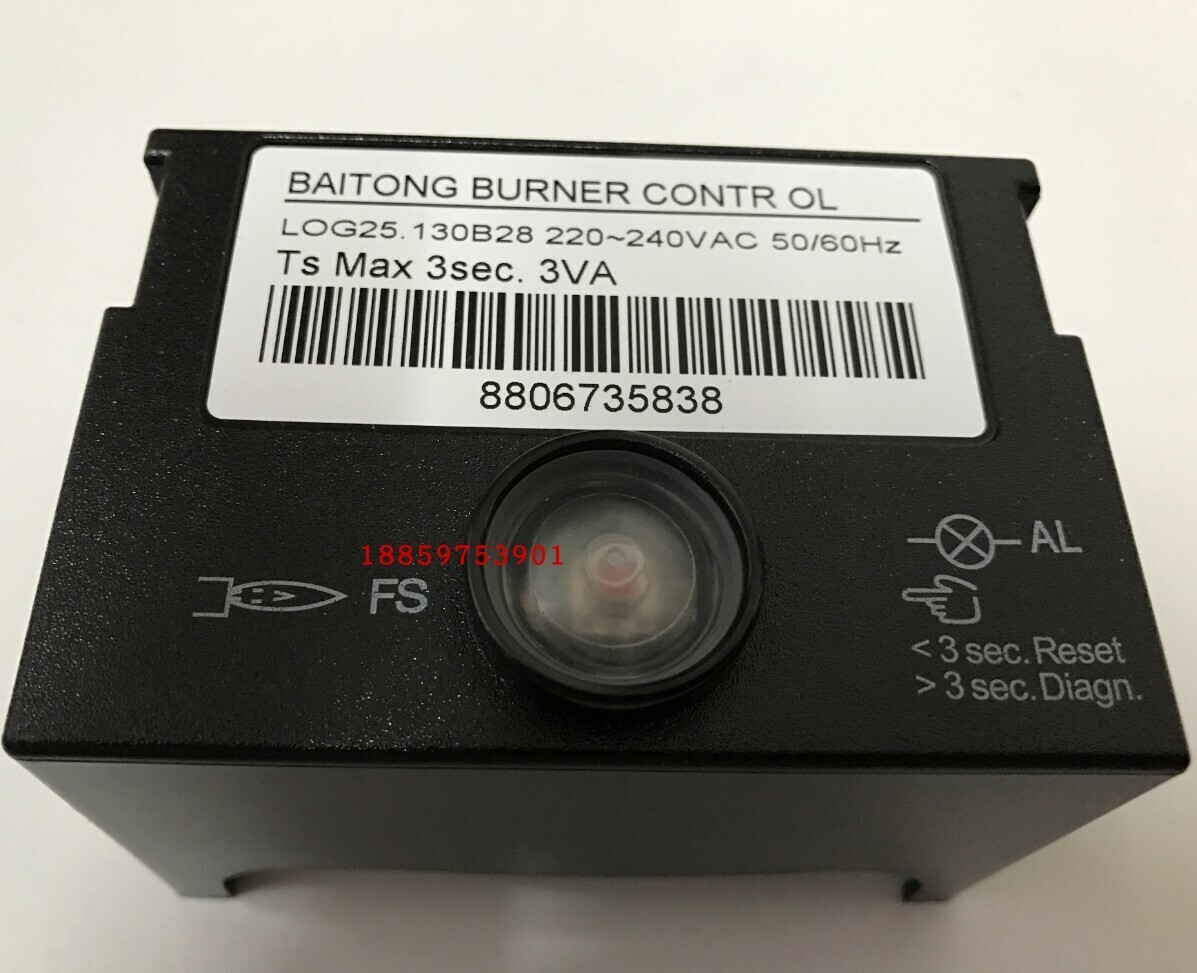 BAITONG BURNER CONTR OL
LOG25.130B28 220~240VAC 50/60Hz
Ts Max 3sec. 3VA
8806735838
18859753901
FS
AL
< 3 sec. Reset
> 3 sec. Diagn.